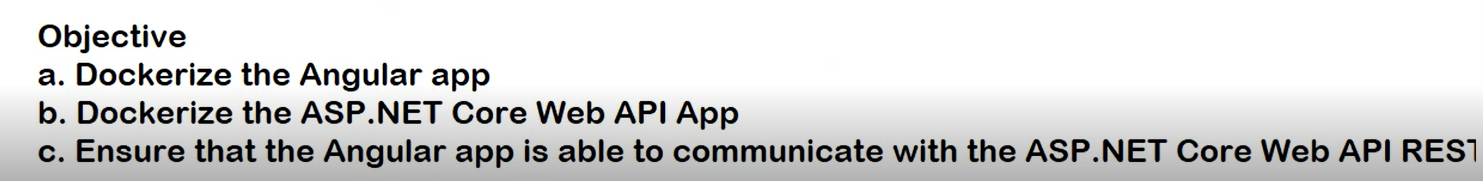 Objective
a. Dockerize the Angular app
b. Dockerize the ASP.NET Core Web API App
c. Ensure that the Angular app is able to communicate with the ASP.NET Core Web API REST